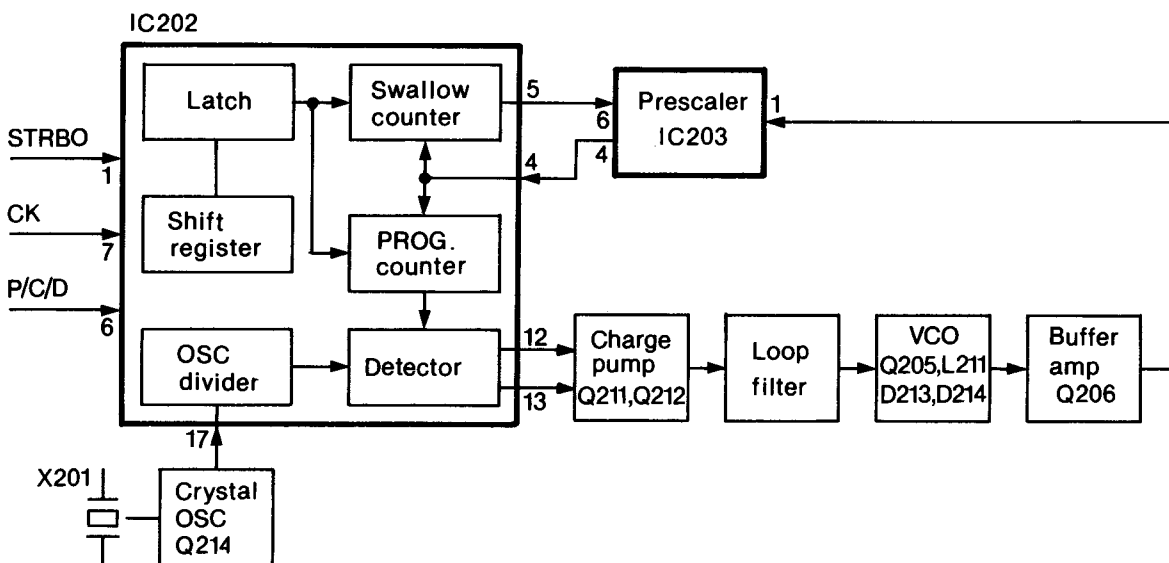 IC202
Latch
Swallow
counter
5
6
Prescaler
IC203
1
STRBO
1
4
4
CK
7
Shift
register
PROG.
counter
P/C/D
6
OSC
divider
Detector
12
13
Charge
pump
Q211,Q212
Loop
filter
VCO
Q205,L211
D213,D214
Buffer
amp
Q206
17
X201
Crystal
OSC
Q214